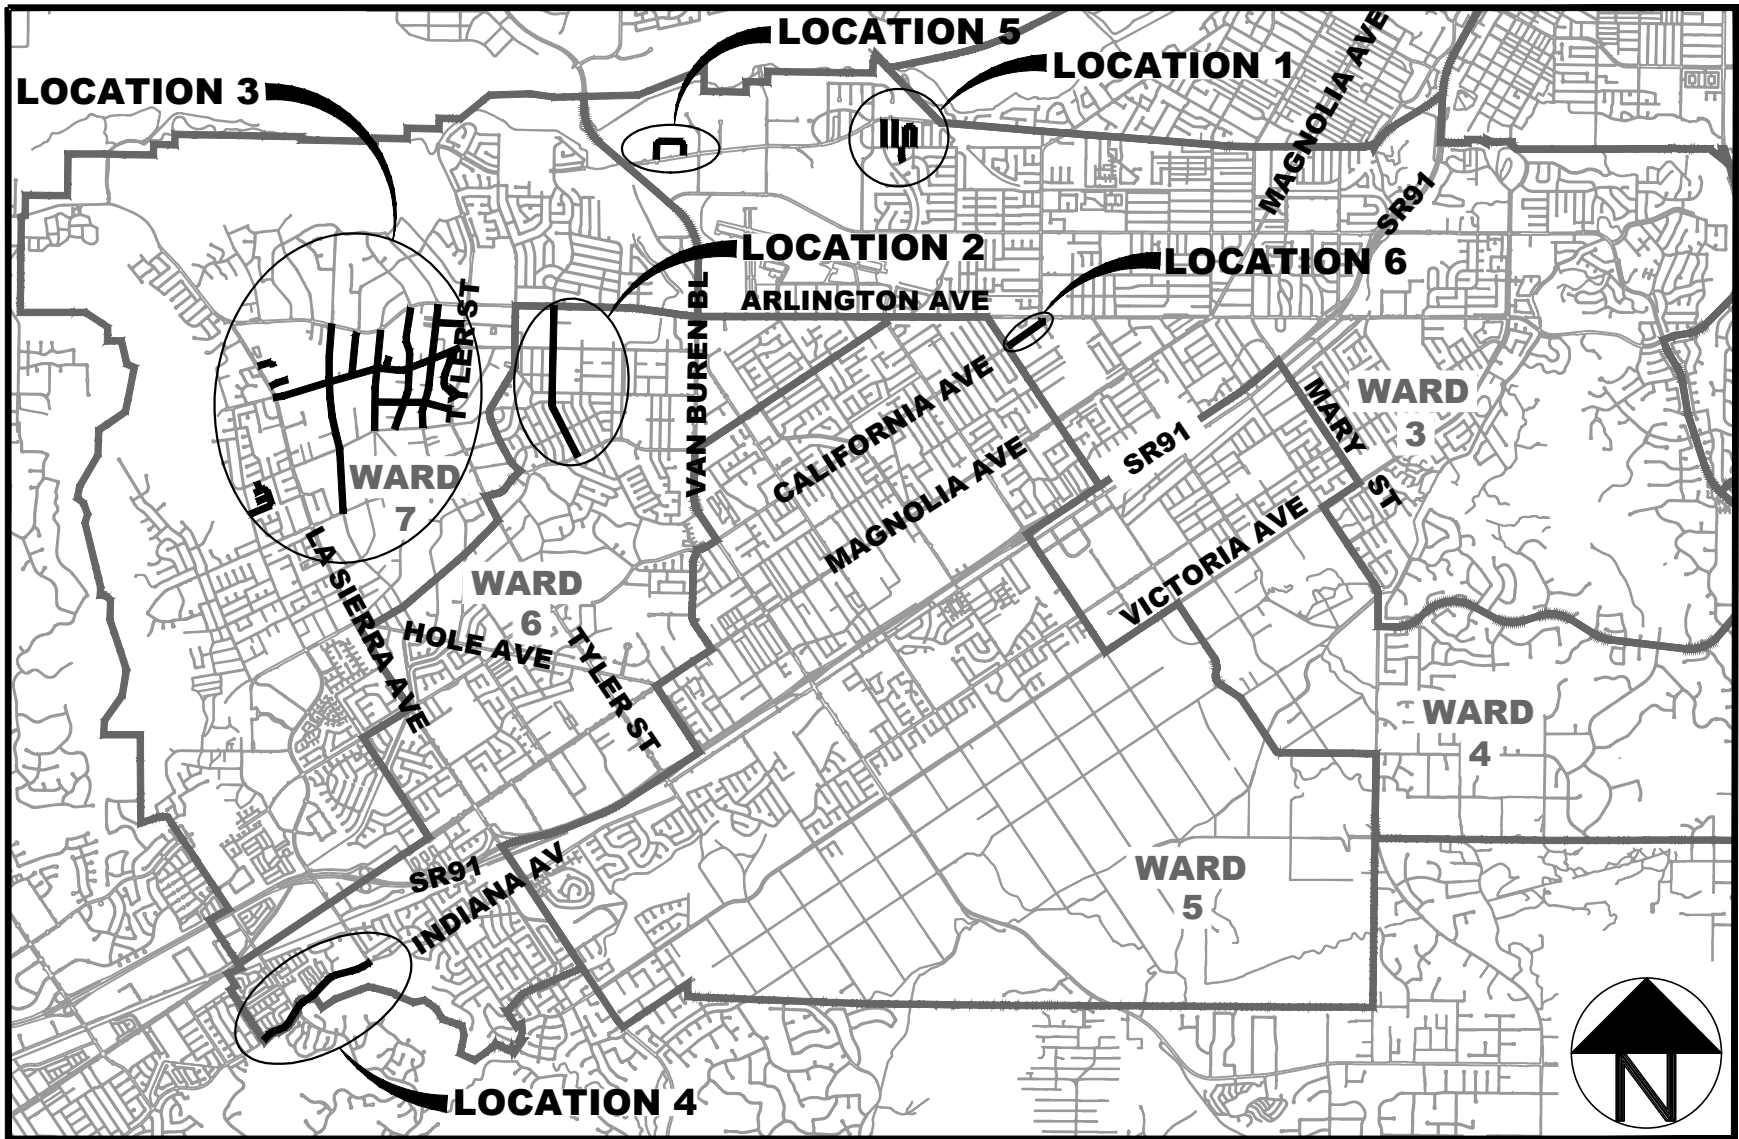 LOCATION 5
LOCATION 1
LOCATION 3
MAGNOLIA AVE
SR91
LOCATION 2
LOCATION 6
ARLINGTON AVE
TYLER ST
VAN BUREN BL
CALIFORNIA AVE
MAGNOLIA AVE
SR91
MARY ST
WARD
3
WARD
7
LA SIERRA AVE
WARD
6
HOLE AVE
TYLER ST
VICTORIA AVE
WARD
4
WARD
5
SR91
INDIANA AV
LOCATION 4
N